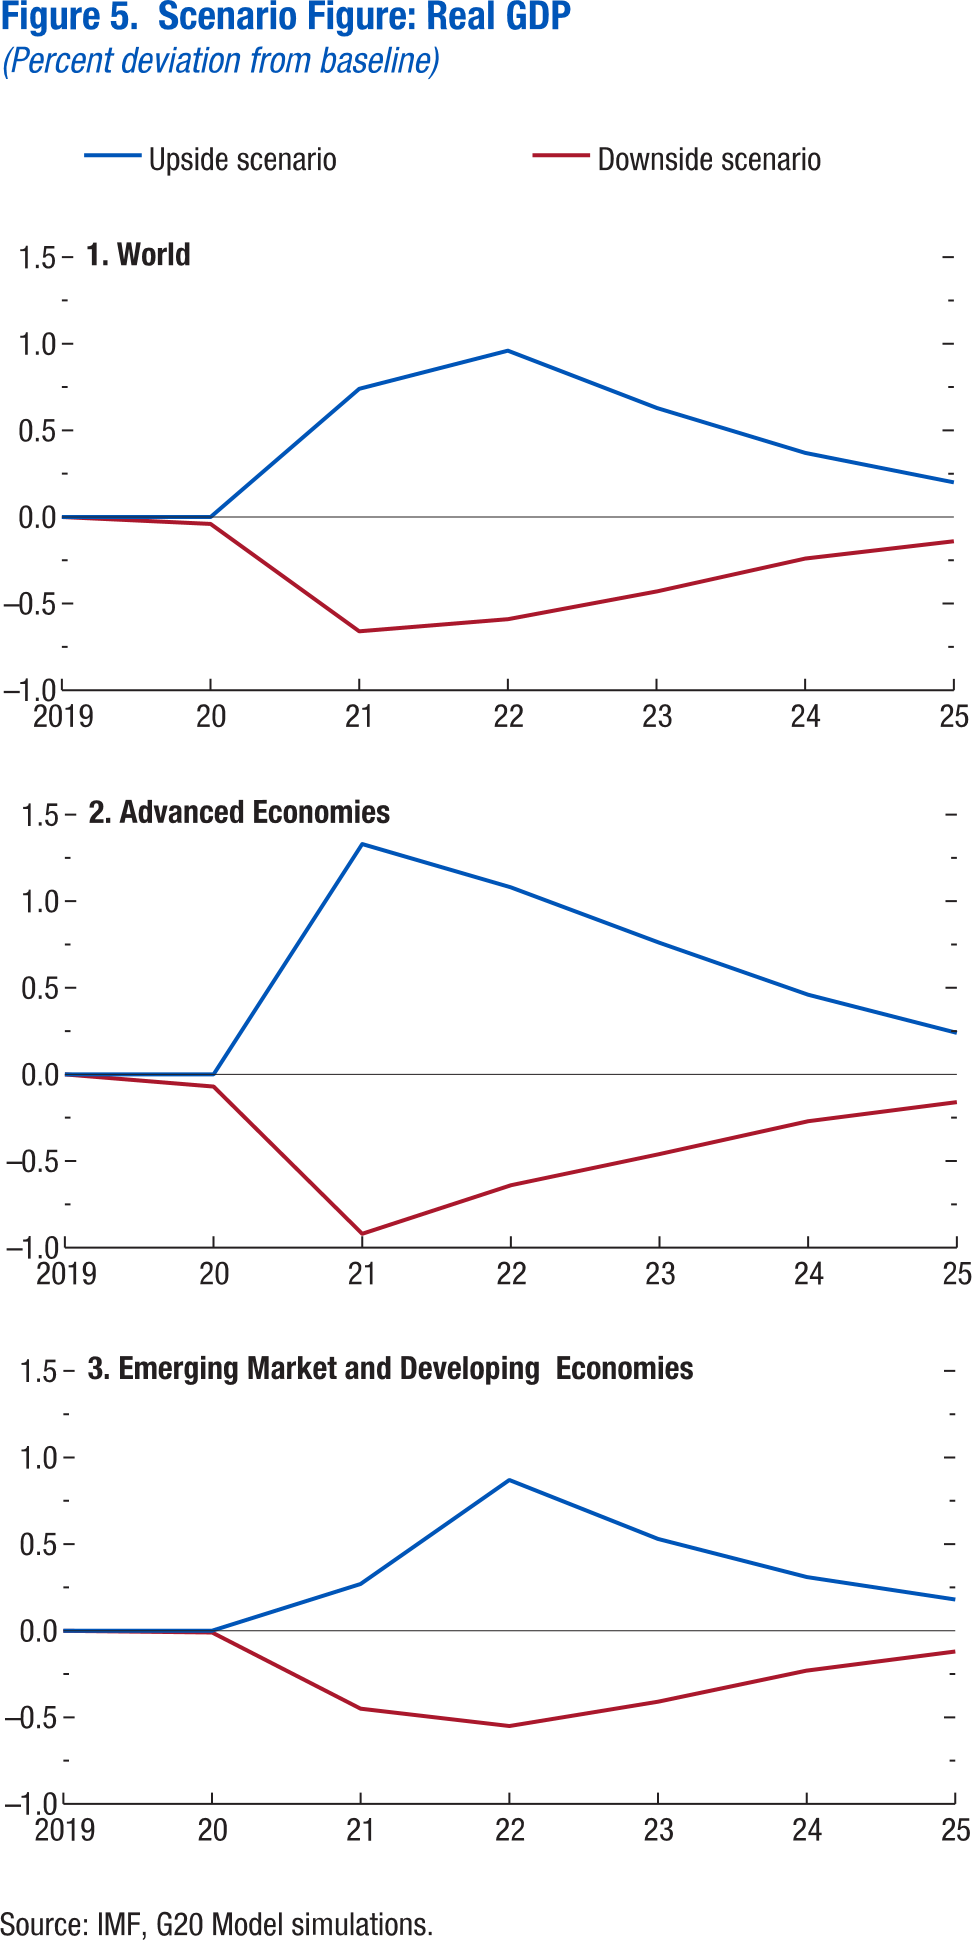 Figure 5.  Scenario Figure: Real GDP
(Percent deviation from baseline)
Upside scenario
Downside scenario
1. World
1.5
1.0
0.5
0.0
–0.5
–1.0
2019 20 21 22 23 24 25
2. Advanced Economies
1.5
1.0
0.5
0.0
–0.5
–1.0
2019 20 21 22 23 24 25
3. Emerging Market and Developing  Economies
1.5
1.0
0.5
0.0
–0.5
–1.0
2019 20 21 22 23 24 25
Source: IMF, G20 Model simulations.